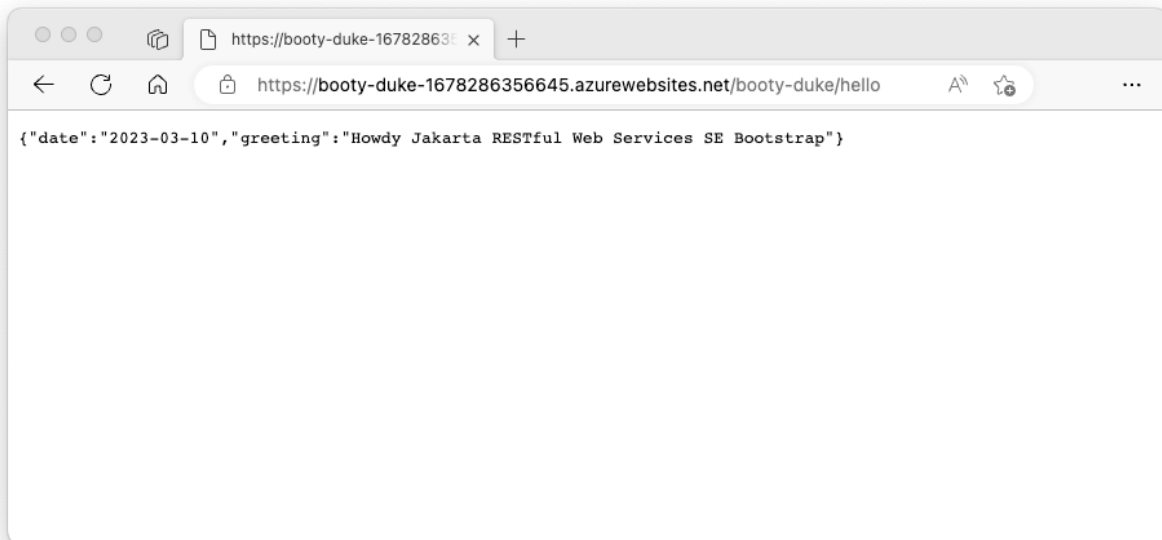 https://booty-duke-16782863
https://booty-duke-1678286356645.azurewebsites.net/booty-duke/hello
{"date":"2023-03-10","greeting":"Howdy Jakarta RESTful Web Services SE Bootstrap"}